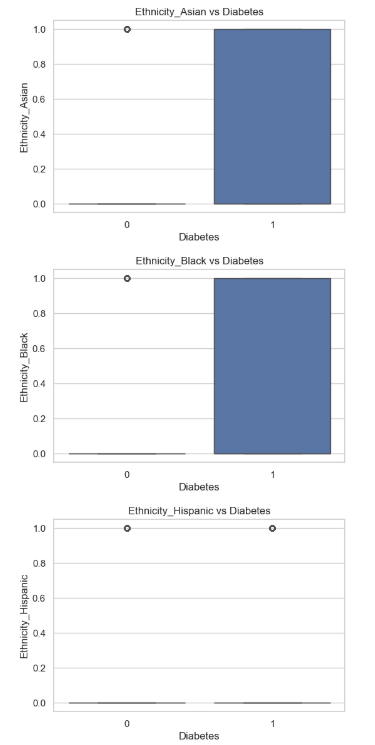 Ethnicity_Asian vs Diabetes
1.0
0.8
0.6
0.4
0.2
0.0
Ethnicity_Asian
0 1
Diabetes
Ethnicity_Black vs Diabetes
1.0
0.8
0.6
0.4
0.2
0.0
Ethnicity_Black
0 1
Diabetes
Ethnicity_Hispanic vs Diabetes
1.0
0.8
0.6
0.4
0.2
0.0
Ethnicity_Hispanic
0 1
Diabetes